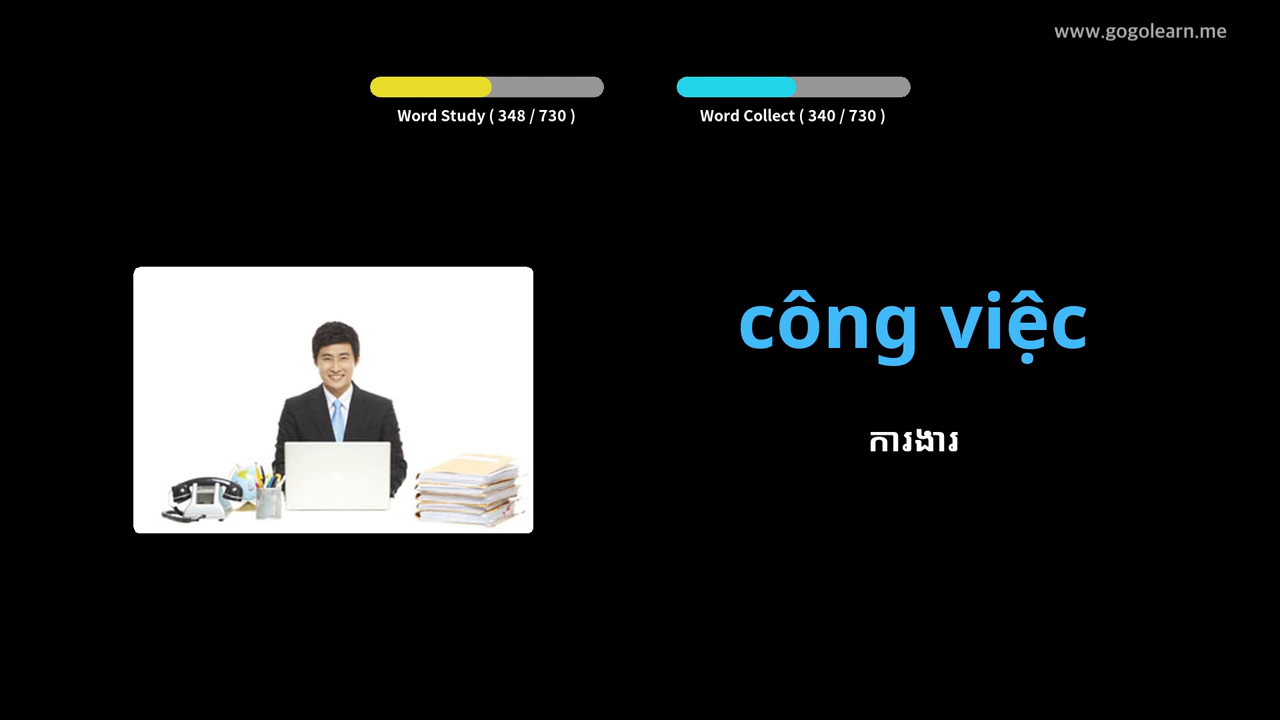 www.gogolearn.me
Word Study ( 348 / 730 )
Word Collect ( 340 / 730 )
công việc
ការងារ